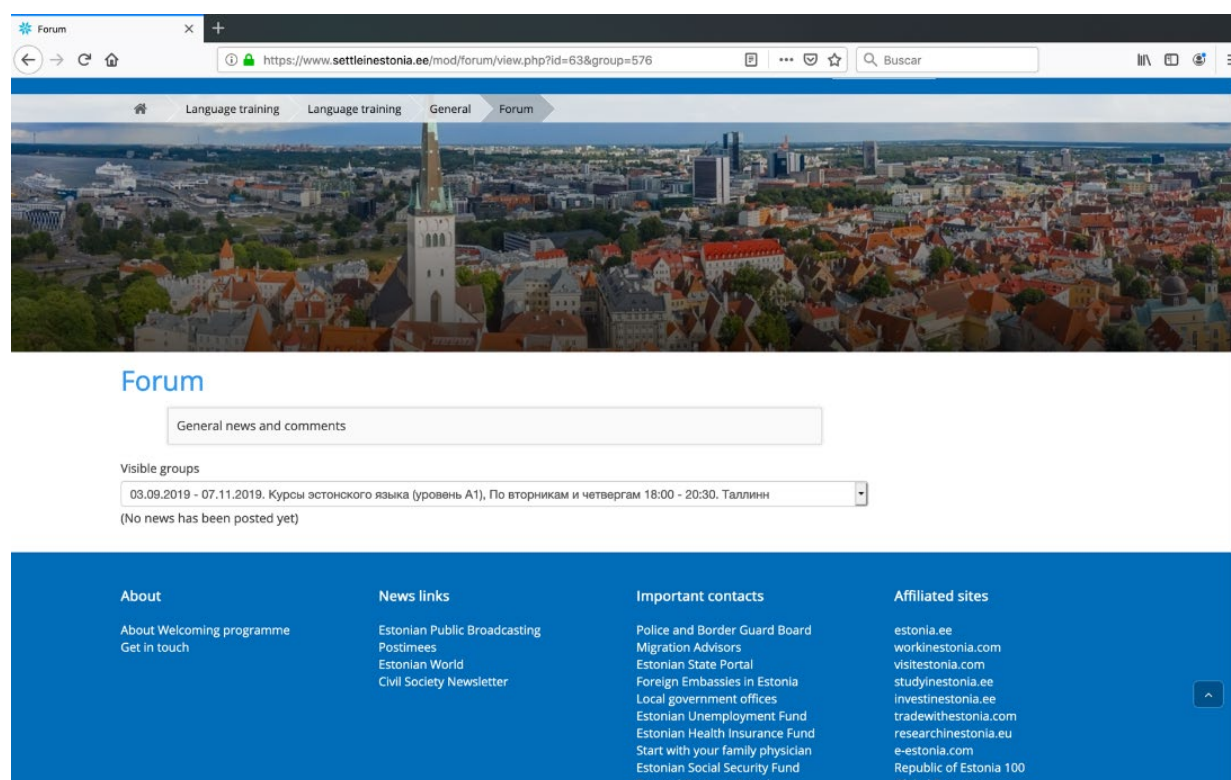 Forum
https://www.settleinestonia.ee/mod/forum/view.php?id=63&group=576
Buscar
Language training
Language training
General
Forum
Forum
General news and comments
Visible groups
03.09.2019 - 07.11.2019. Курсы эстонского языка (уровень А1), По вторникам и четвергам 18:00 - 20:30. Таллинн
(No news has been posted yet)
About
About Welcoming programme
Get in touch
News links
Estonian Public Broadcasting
Postimees
Estonian World
Civil Society Newsletter
Important contacts
Police and Border Guard Board
Migration Advisors
Estonian State Portal
Foreign Embassies in Estonia
Local government offices
Estonian Unemployment Fund
Estonian Health Insurance Fund
Start with your family physician
Estonian Social Security Fund
Affiliated sites
estonia.ee
workinestonia.com
visitestonia.com
studyinestonia.ee
investinestonia.ee
tradewithestonia.com
researchinestonia.eu
e-estonia.com
Republic of Estonia 100